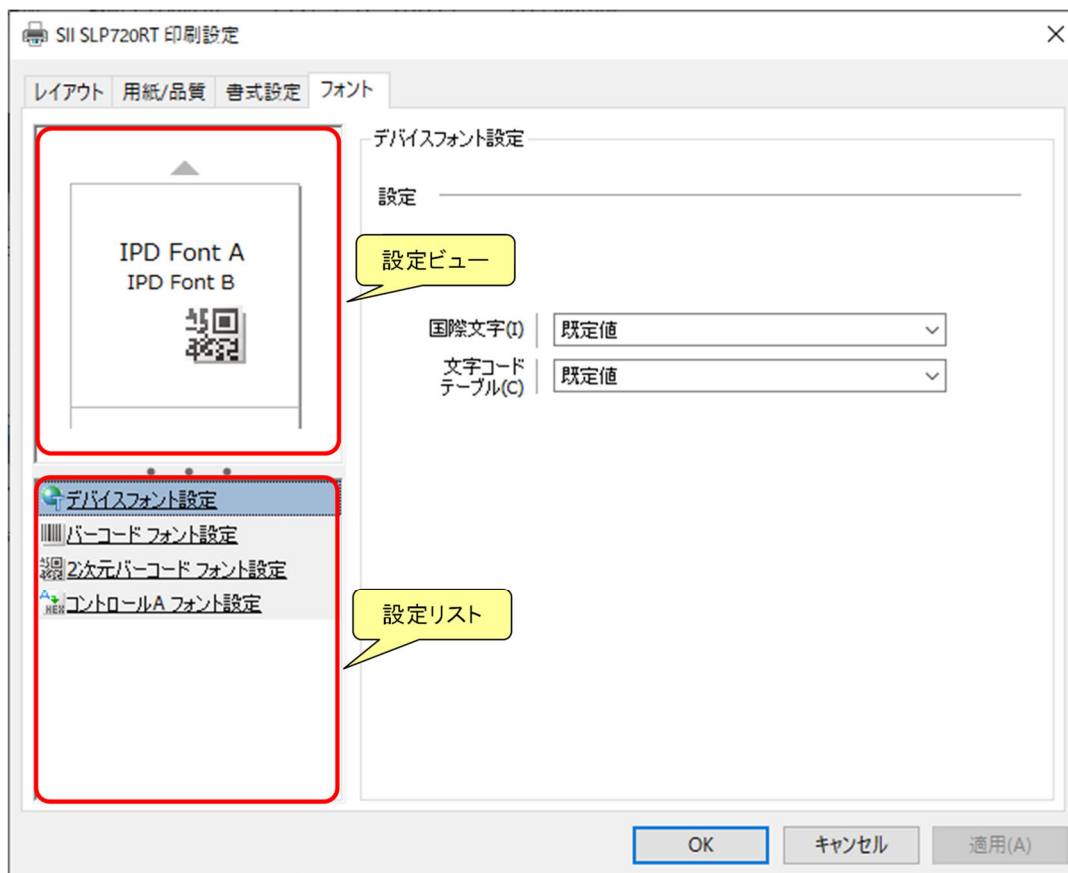 SII SLP720RT 印刷設定
レイアウト 用紙/品質 書式設定 フォント
IPD Font A
IPD Font B
設定ビュー
デバイスフォント設定
バーコード フォント設定
2次元バーコード フォント設定
HEX コントロールA フォント設定
設定リスト
デバイスフォント設定
設定
国際文字(I) 既定値
文字コード
テーブル(C) 既定値
OK キャンセル 適用(A)